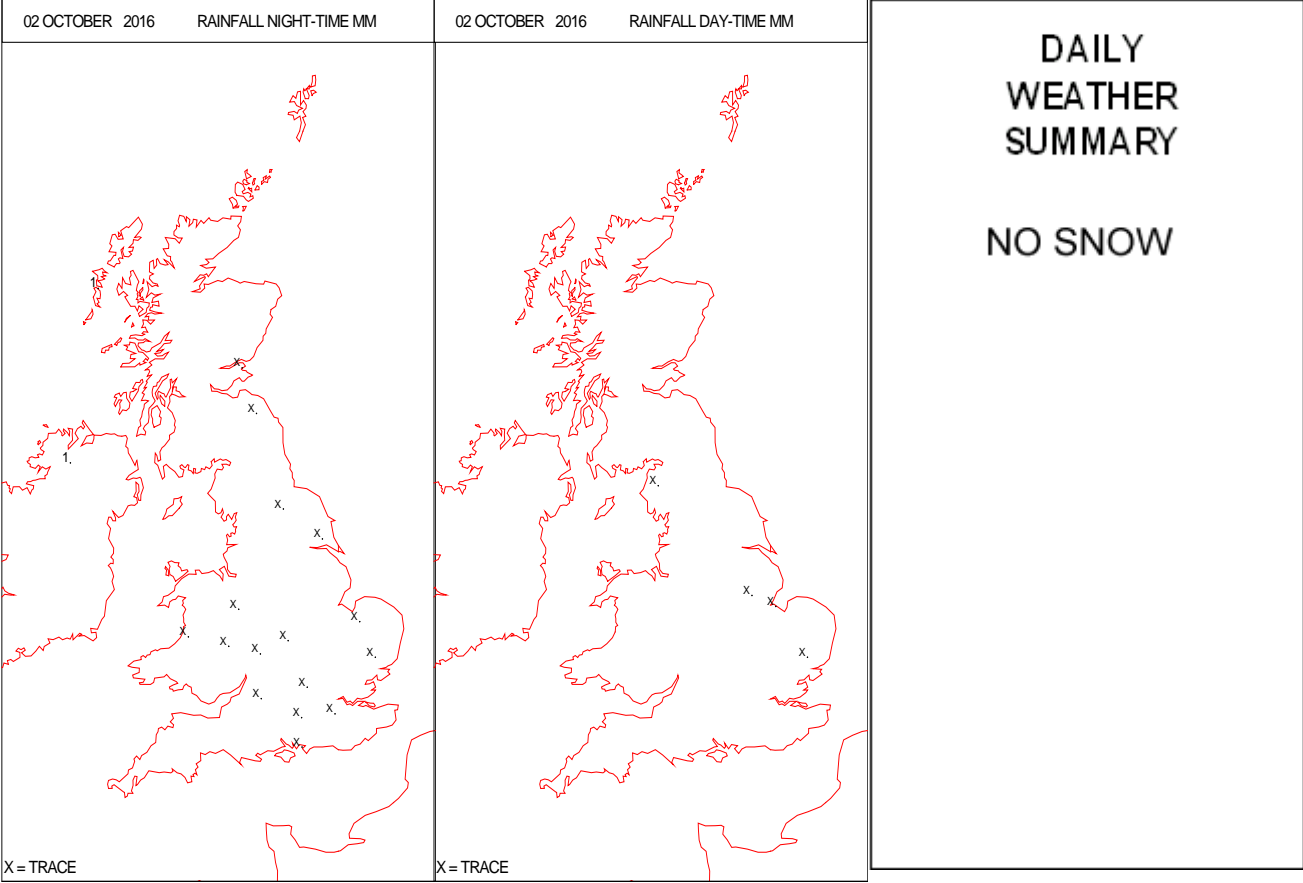 02 OCTOBER 2016 RAINFALL NIGHT-TIME MM
1
X.
X.
1.
X.
X.
X.
X.
X.
X.
X.
X.
X.
X.
X.
X.
X.
X.
X = TRACE
02 OCTOBER 2016 RAINFALL DAY-TIME MM
X.
X.
X.
X.
X = TRACE
DAILY
WEATHER
SUMMARY
NO SNOW